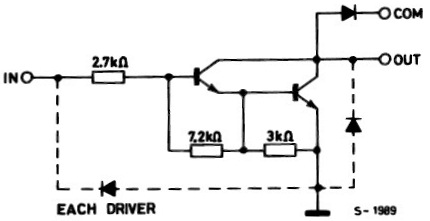 COM
2.7kΩ
OUT
IN
7.2kΩ
3kΩ
EACH DRIVER
S-1989